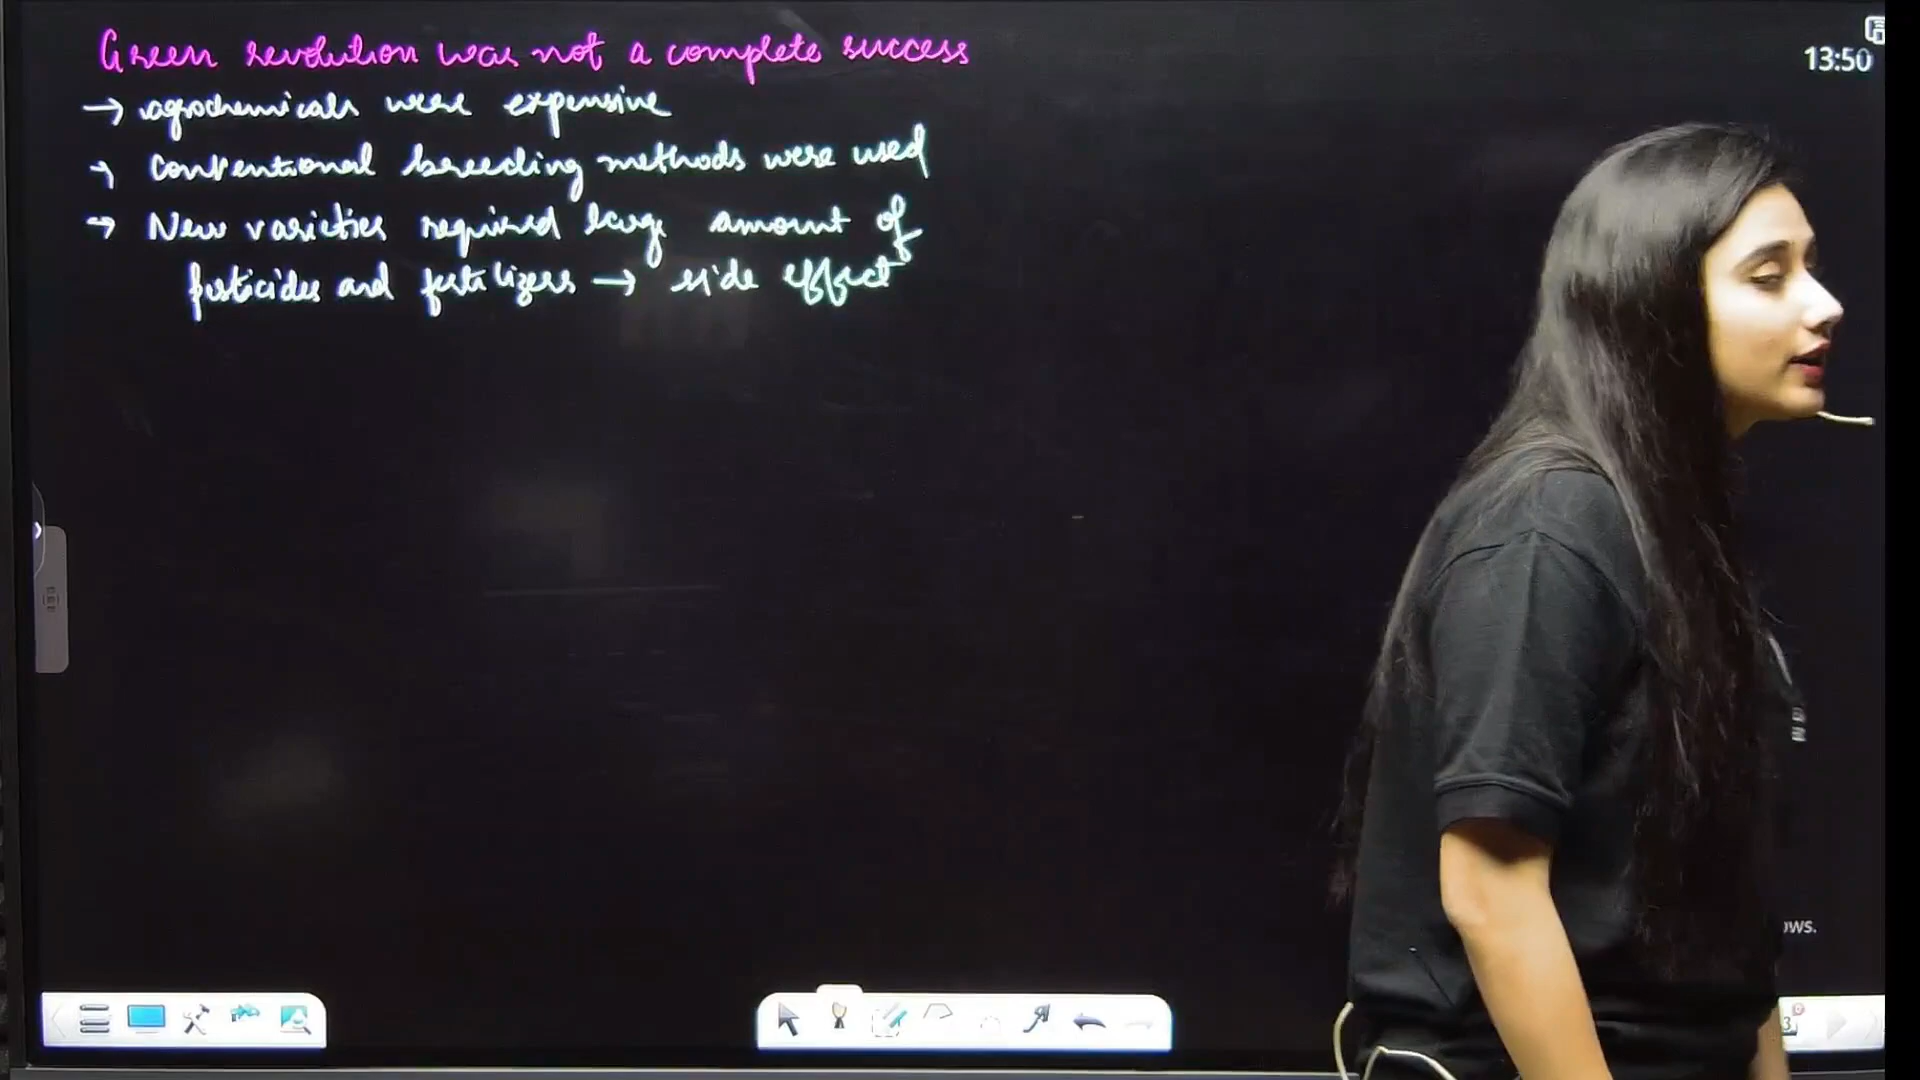 Green revolution was not a complete success
13:50
→ agrochemicals were expensive
→ Conventional breeding methods were used
→ New varieties required large amount of
pesticides and fertilizers → side effect
ows.